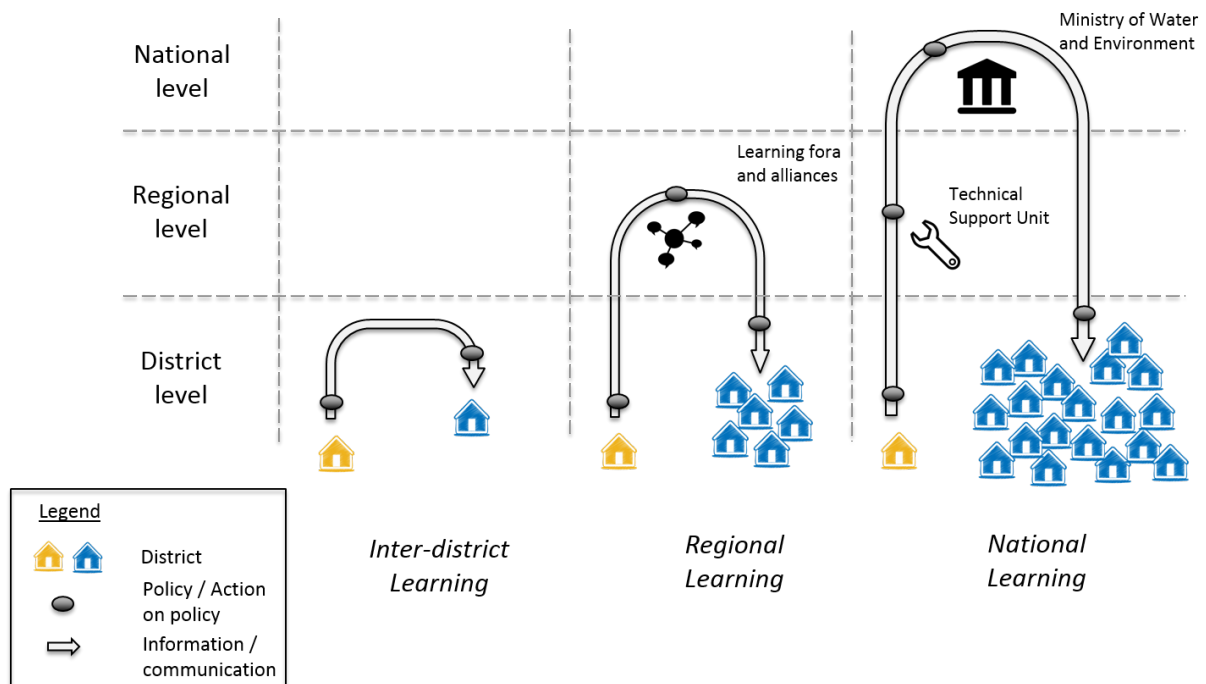 National
level
Ministry of Water
and Environment
Regional
level
Learning fora
and alliances
Technical
Support Unit
District
level
Inter-district
Learning
Regional
Learning
National
Learning
Legend
District
Policy / Action
on policy
Information /
communication